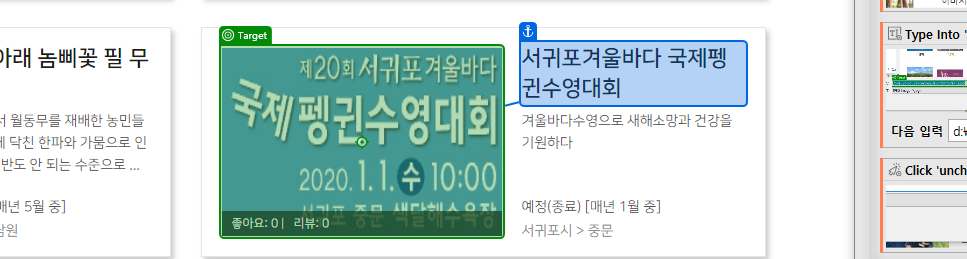 아래 놈삐꽃 필 무
서 월동무를 재배한 농민들
닥친 한파와 가뭄으로 인
반도 안 되는 수준으로 ...
매년 5월 중]
남원
Target
제20회 서귀포 겨울바다
국제 펭귄수영대회
2020. 1.1. 수 10:00
서귀포 중문 색달해수욕장
좋아요: 0 | 리뷰: 0
서귀포겨울바다 국제펭
귄수영대회
겨울바다수영으로 새해소망과 건강을
기원하다
예정(종료) [매년 1월 중]
서귀포시 > 중문
Type Into '
다음 입력
d:₩
Click 'unch